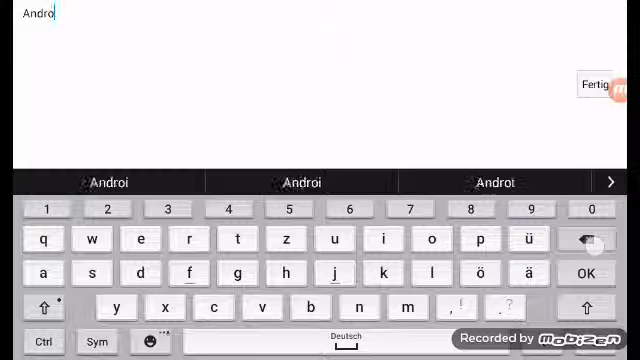 Andro
Fertig
Androi Androi Androt
1 2 3 4 5 6 7 8 9 0
q w e r t z u i o p ü
a s d f g h j k l ö ä OK
y x c v b n m ,! .?
Ctrl Sym Deutsch
Recorded by mobizen